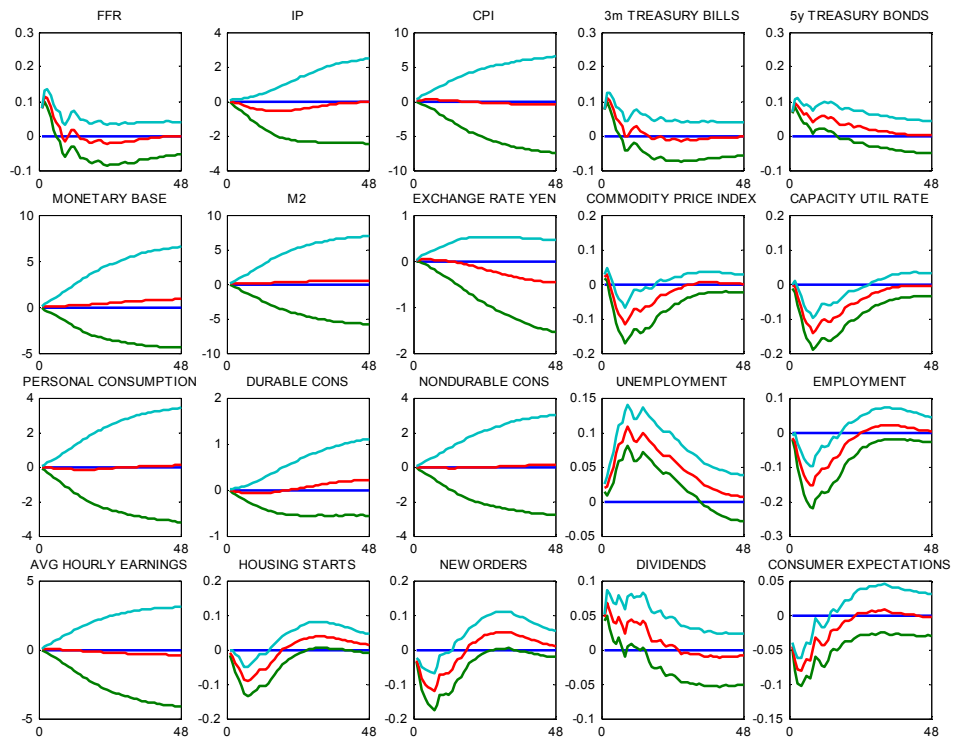 FFR IP CPI 3m TREASURY BILLS 5y TREASURY BONDS
0.3 4 10 0.3 0.3
0.2 2 5 0.2 0.2
0.1 0 0 0.1 0.1
0 -2 -5 0 0
-0.1 -4 -10 -0.1 -0.1
0 48 0 48 0 48 0 48 0 48
MONETARY BASE M2 EXCHANGE RATE YEN COMMODITY PRICE INDEX CAPACITY UTIL RATE
10 10 1 0.2 0.2
5 5 0 0.1 0.1
0 0 -1 0 0
-5 -5 -2 -0.1 -0.1
-10 -0.2 -0.2
0 48 0 48 0 48 0 48 0 48
PERSONAL CONSUMPTION DURABLE CONS NONDURABLE CONS UNEMPLOYMENT EMPLOYMENT
4 2 4 0.15 0.1
2 1 2 0.1 0
0 0 0 0.05 -0.1
-2 -1 -2 0 -0.2
-4 -4 -0.05 -0.3
0 48 0 48 0 48 0 48 0 48
AVG HOURLY EARNINGS HOUSING STARTS NEW ORDERS DIVIDENDS CONSUMER EXPECTATIONS
5 0.2 0.2 0.1 0.05
0 0.1 0.1 0.05 0
-5 0 0 0 -0.05
-0.1 -0.1 -0.05 -0.1
-0.2 -0.2 -0.1 -0.15
0 48 0 48 0 48 0 48 0 48